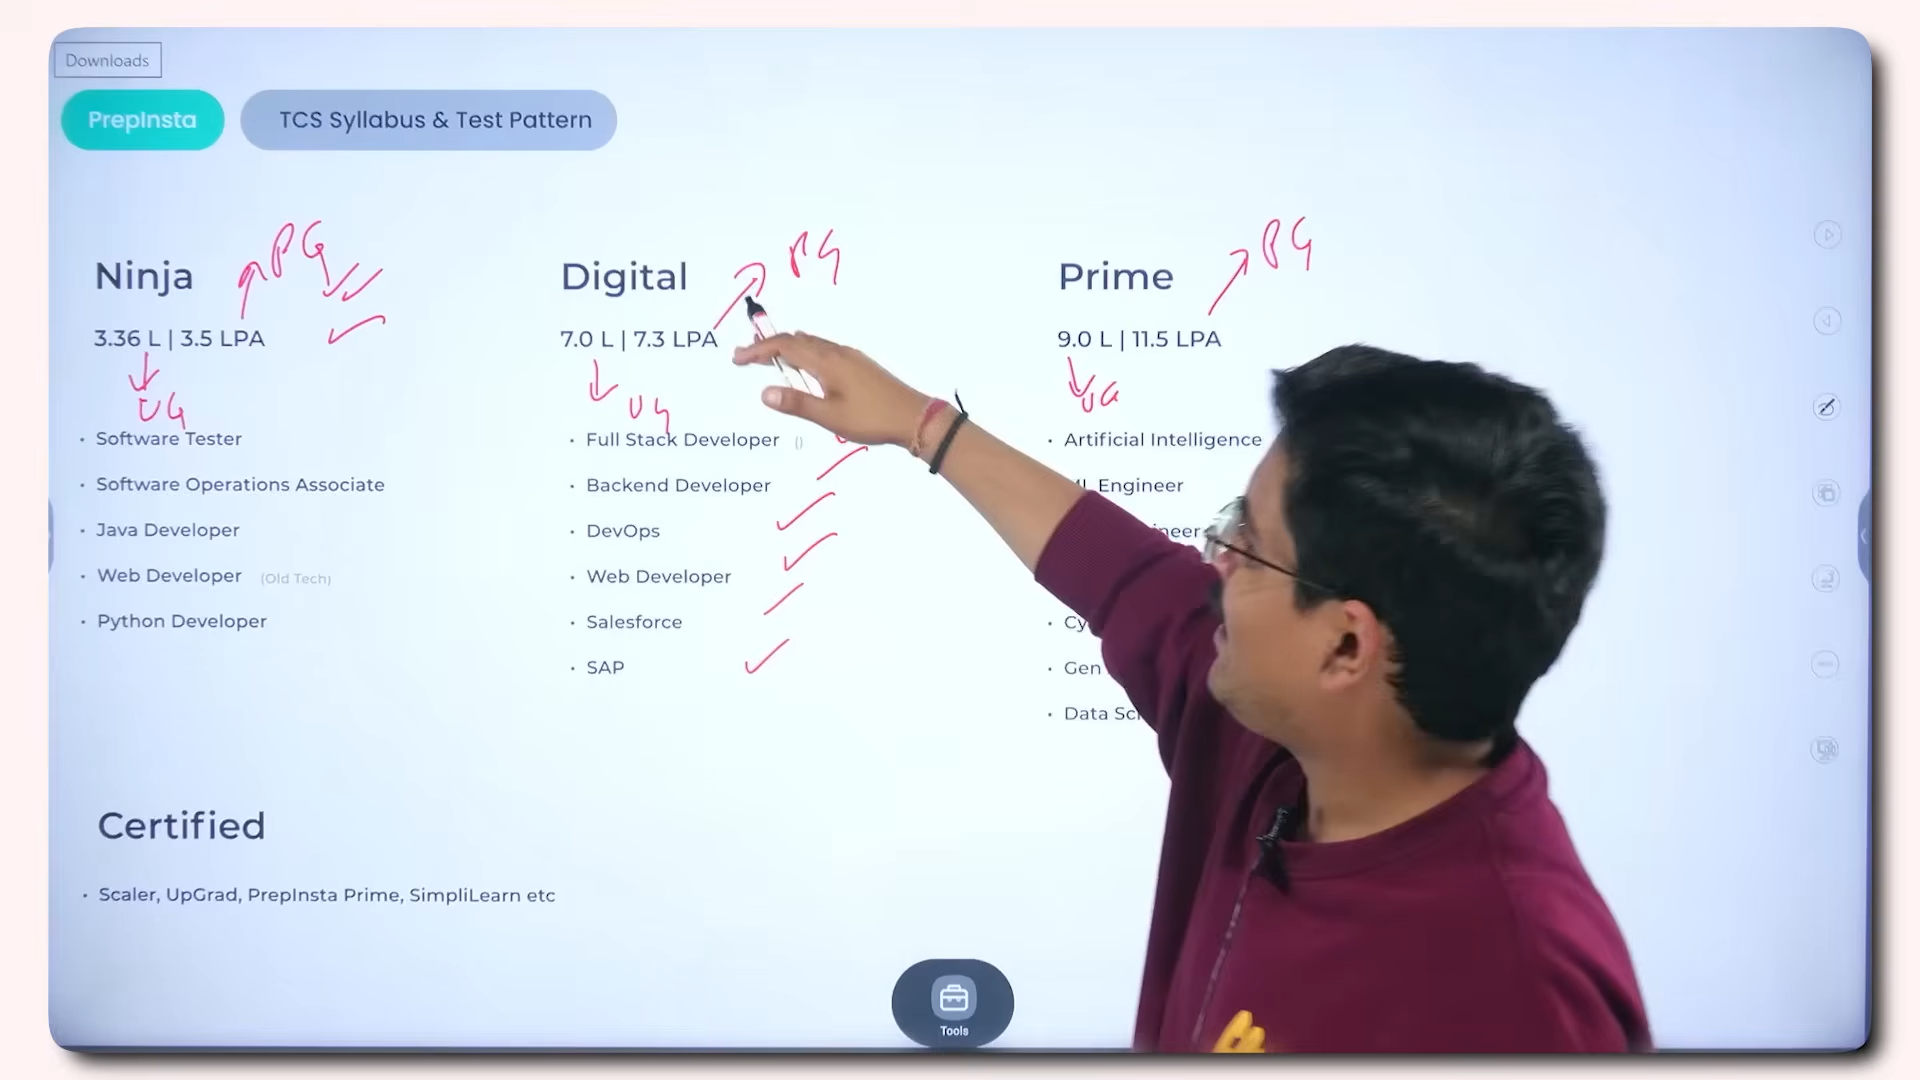 Downloads
PrepInsta
TCS Syllabus & Test Pattern
Ninja
PG
3.36 L | 3.5 LPA
UG
• Software Tester
• Software Operations Associate
• Java Developer
• Web Developer (Old Tech)
• Python Developer
Digital
PG
7.0 L | 7.3 LPA
UG
• Full Stack Developer ()
• Backend Developer
• DevOps
• Web Developer
• Salesforce
• SAP
Prime
PG
9.0 L | 11.5 LPA
UG
• Artificial Intelligence
Engineer
• Gen
• Data
Certified
• Scaler, UpGrad, PrepInsta Prime, SimpliLearn etc
Tools